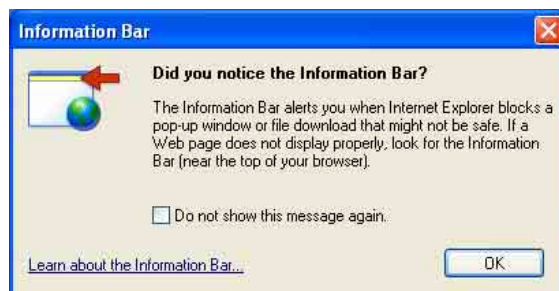 Information Bar
Did you notice the Information Bar?
The Information Bar alerts you when Internet Explorer blocks a
pop-up window or file download that might not be safe. If a
Web page does not display properly, look for the Information
Bar (near the top of your browser).
Do not show this message again.
Learn about the Information Bar...
OK